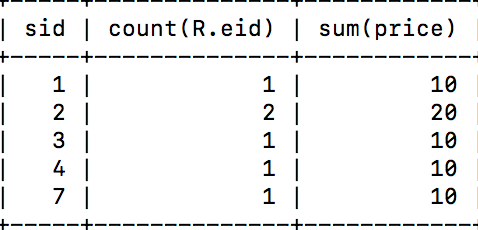 | sid | count(R.eid) | sum(price) |
| 1 | 1 | 10 |
| 2 | 2 | 20 |
| 3 | 1 | 10 |
| 4 | 1 | 10 |
| 7 | 1 | 10 |